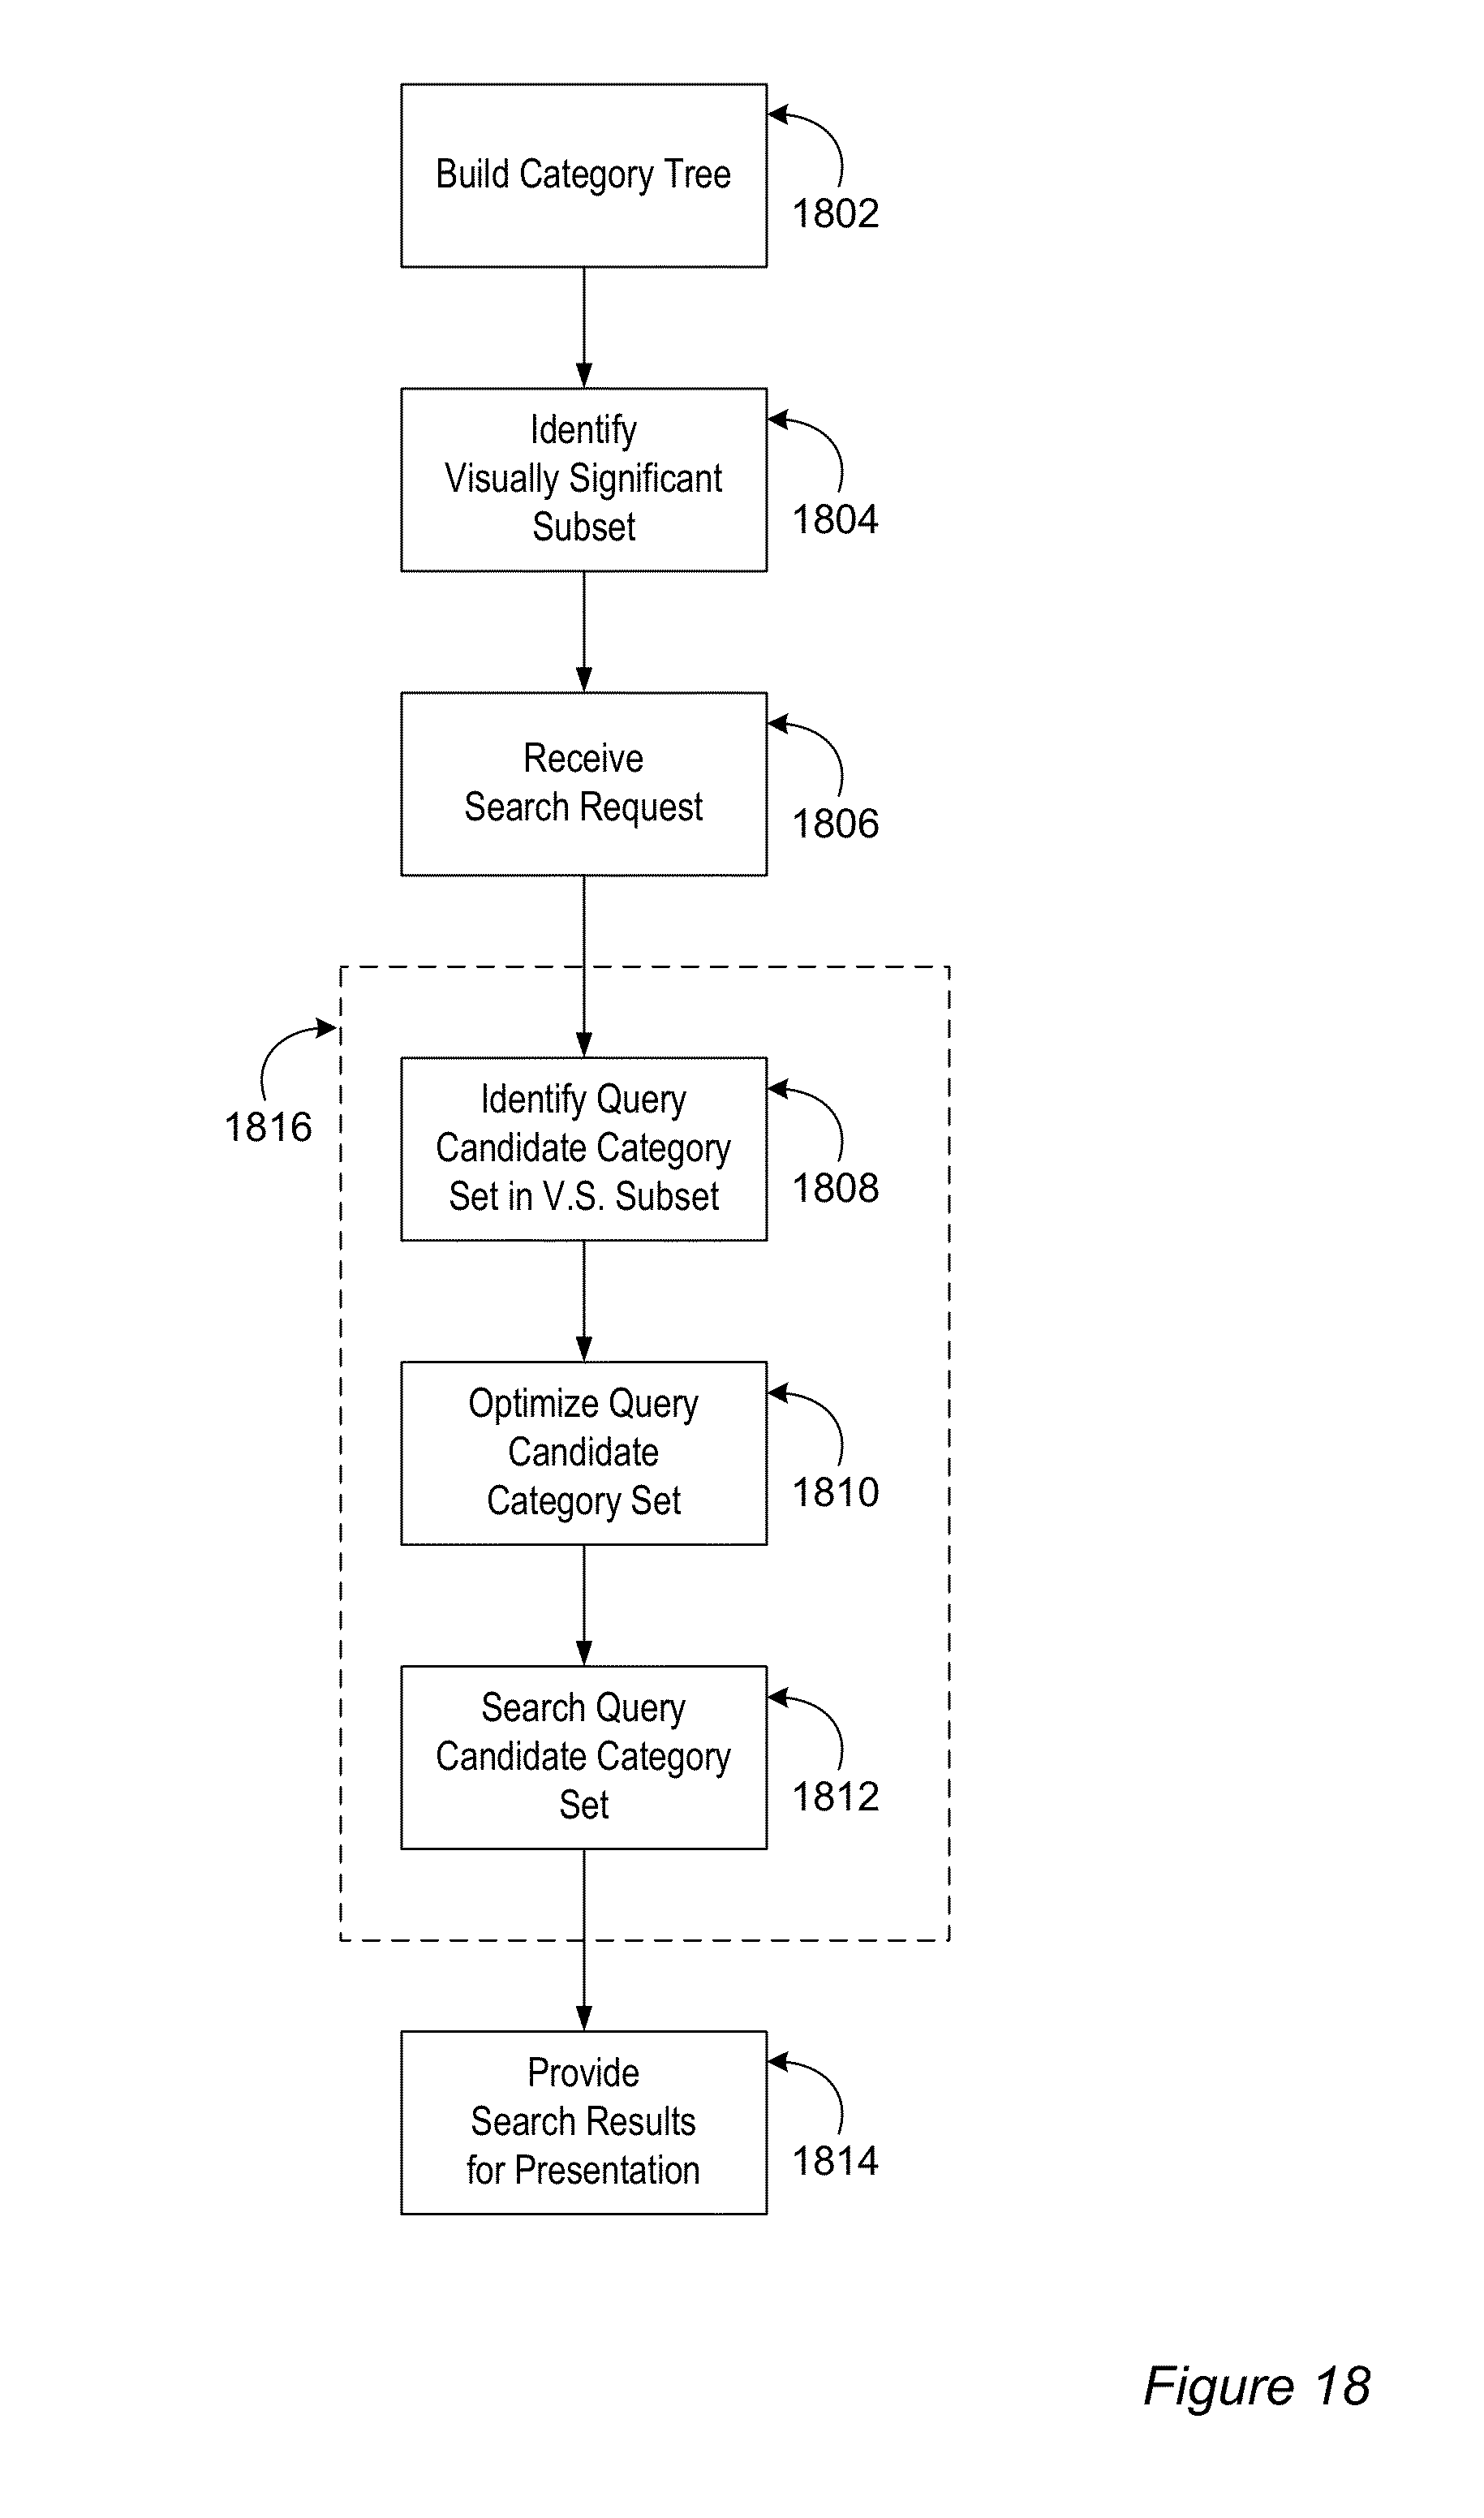 Build Category Tree
1802
Identify
Visually Significant
Subset
1804
Receive
Search Request
1806
1816
Identify Query
Candidate Category
Set in V.S. Subset
1808
Optimize Query
Candidate
Category Set
1810
Search Query
Candidate Category
Set
1812
Provide
Search Results
for Presentation
1814
Figure 18